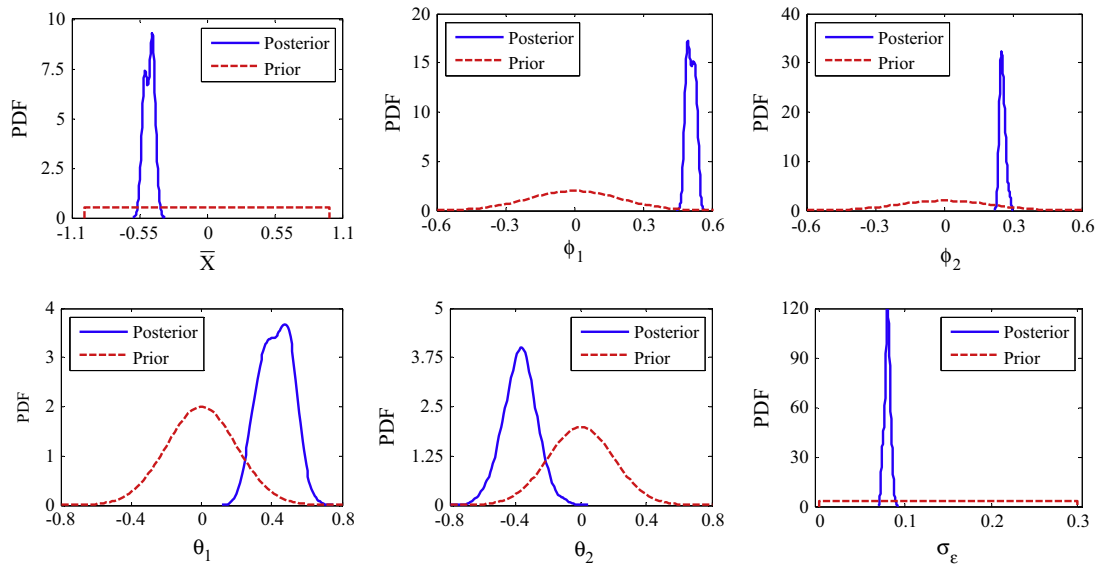 10
7.5
5
2.5
0
PDF
Posterior
Prior
-1.1 -0.55 0 0.55 1.1
X̅
20
15
10
5
0
PDF
Posterior
Prior
-0.6 -0.3 0 0.3 0.6
ϕ1
40
30
20
10
0
PDF
Posterior
Prior
-0.6 -0.3 0 0.3 0.6
ϕ2
4
3
2
1
0
PDF
Posterior
Prior
-0.8 -0.4 0 0.4 0.8
θ1
5
3.75
2.5
1.25
0
PDF
Posterior
Prior
-0.8 -0.4 0 0.4 0.8
θ2
120
90
60
30
0
PDF
Posterior
Prior
0 0.1 0.2 0.3
σε